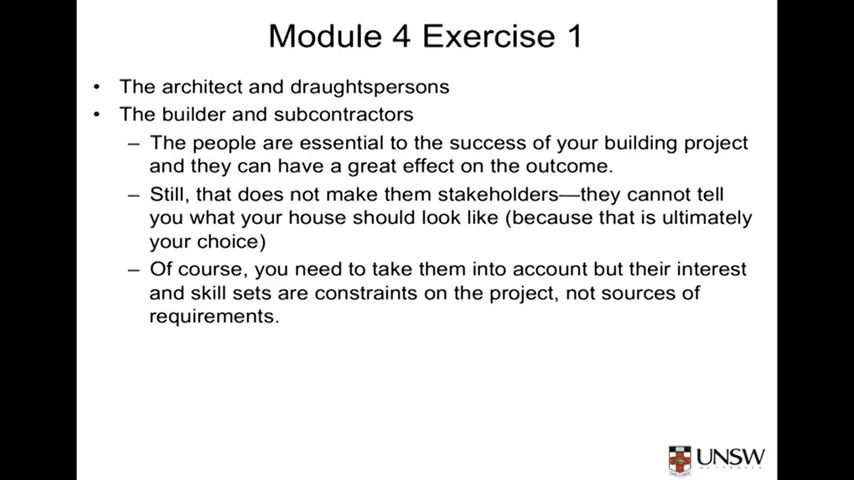 Module 4 Exercise 1
• The architect and draughtspersons
• The builder and subcontractors
– The people are essential to the success of your building project
and they can have a great effect on the outcome.
– Still, that does not make them stakeholders—they cannot tell
you what your house should look like (because that is ultimately
your choice)
– Of course, you need to take them into account but their interest
and skill sets are constraints on the project, not sources of
requirements.
UNSW
AUSTRALIA